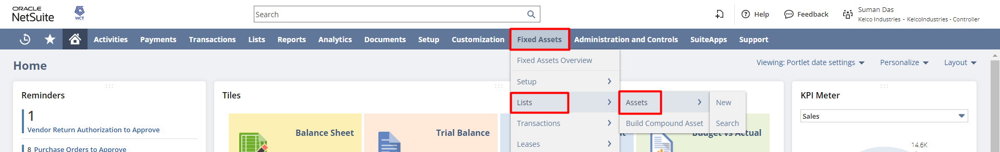 ORACLE
NetSuite
WCT
Search
Help
Feedback
Suman Das
Kelco Industries - KelcoIndustries - Controller
Activities
Payments
Transactions
Lists
Reports
Analytics
Documents
Setup
Customization
Fixed Assets
Administration and Controls
SuiteApps
Support
Home
Viewing: Portlet date settings
Personalize
Layout
Fixed Assets Overview
Setup
Lists
Transactions
Leases
Assets
Build Compound Asset
New
Search
Reminders
1
Vendor Return Authorization to Approve
8 Purchase Orders to Approve
Tiles
Balance Sheet
Trial Balance
Budget vs Actual
KPI Meter
Sales
14.6K